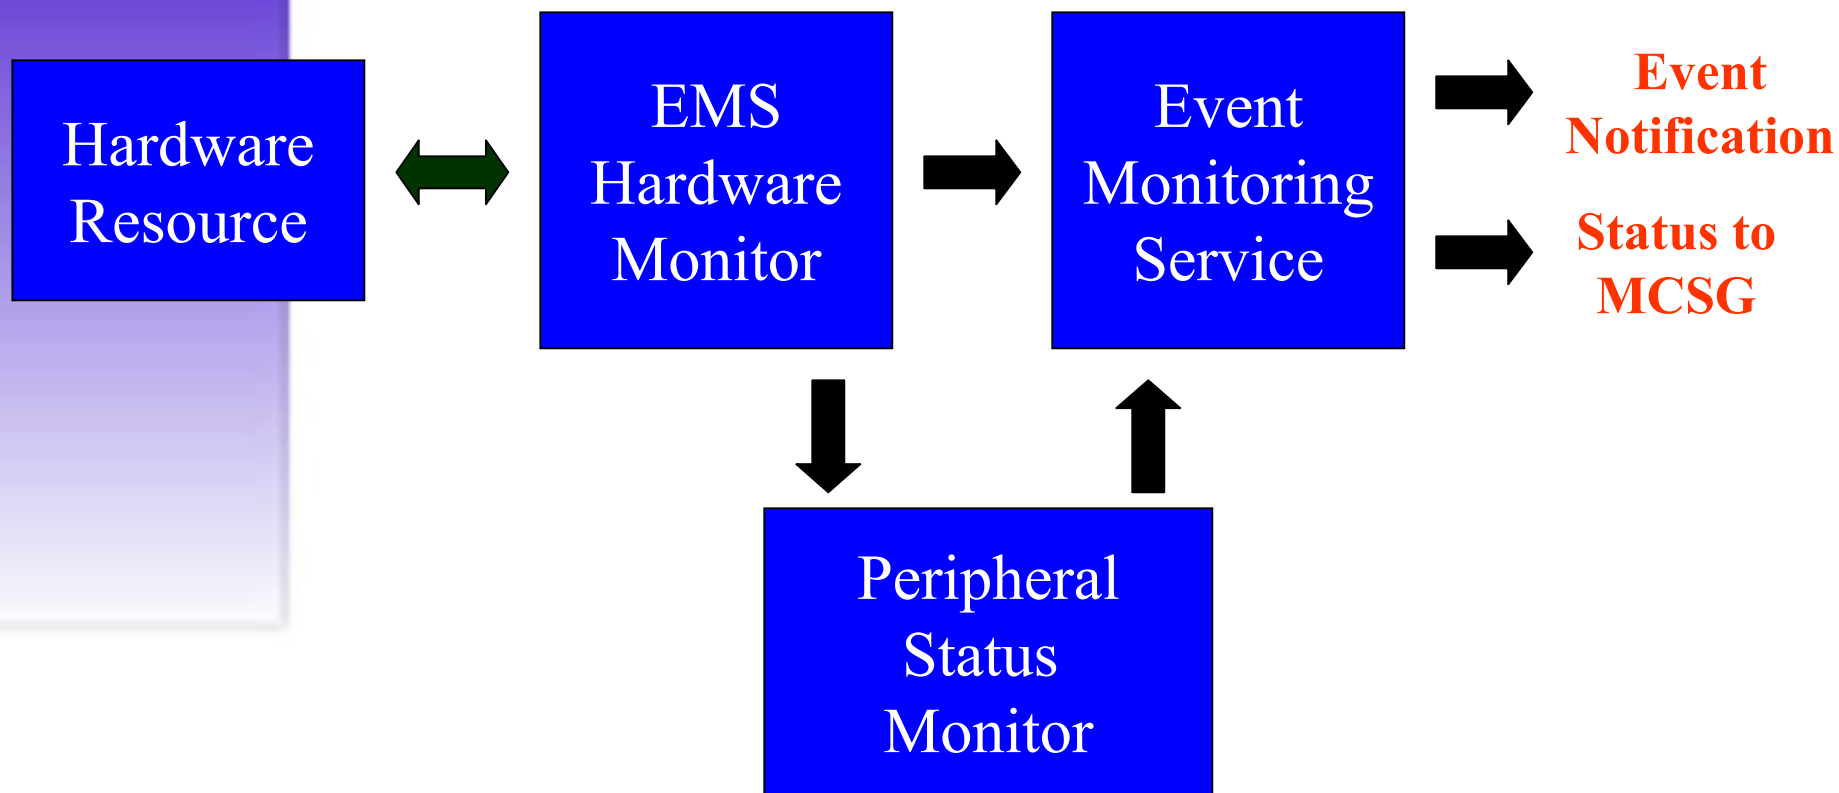 Hardware
Resource
EMS
Hardware
Monitor
Event
Monitoring
Service
Event
Notification
Status to
MCSG
Peripheral
Status
Monitor